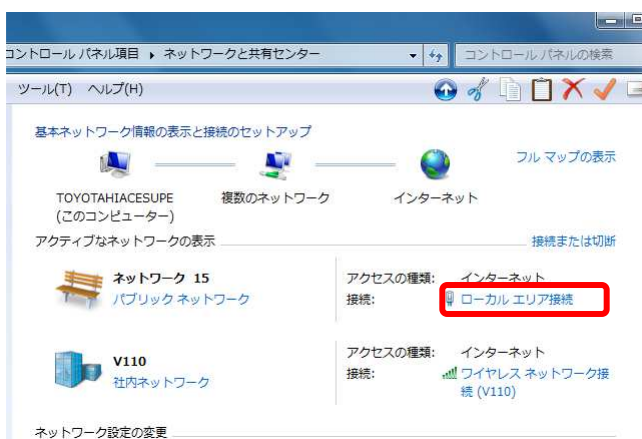 コントロール パネル項目 ▸ ネットワークと共有センター
コントロール パネルの検索
ツール(T) ヘルプ(H)
基本ネットワーク情報の表示と接続のセットアップ
フル マップの表示
TOYOTAHIACESUPE 複数のネットワーク インターネット
(このコンピューター)
アクティブなネットワークの表示 接続または切断
ネットワーク 15 アクセスの種類: インターネット
パブリック ネットワーク 接続: ローカル エリア接続
V110 アクセスの種類: インターネット
社内ネットワーク 接続: ワイヤレス ネットワーク接
続 (V110)
ネットワーク設定の変更